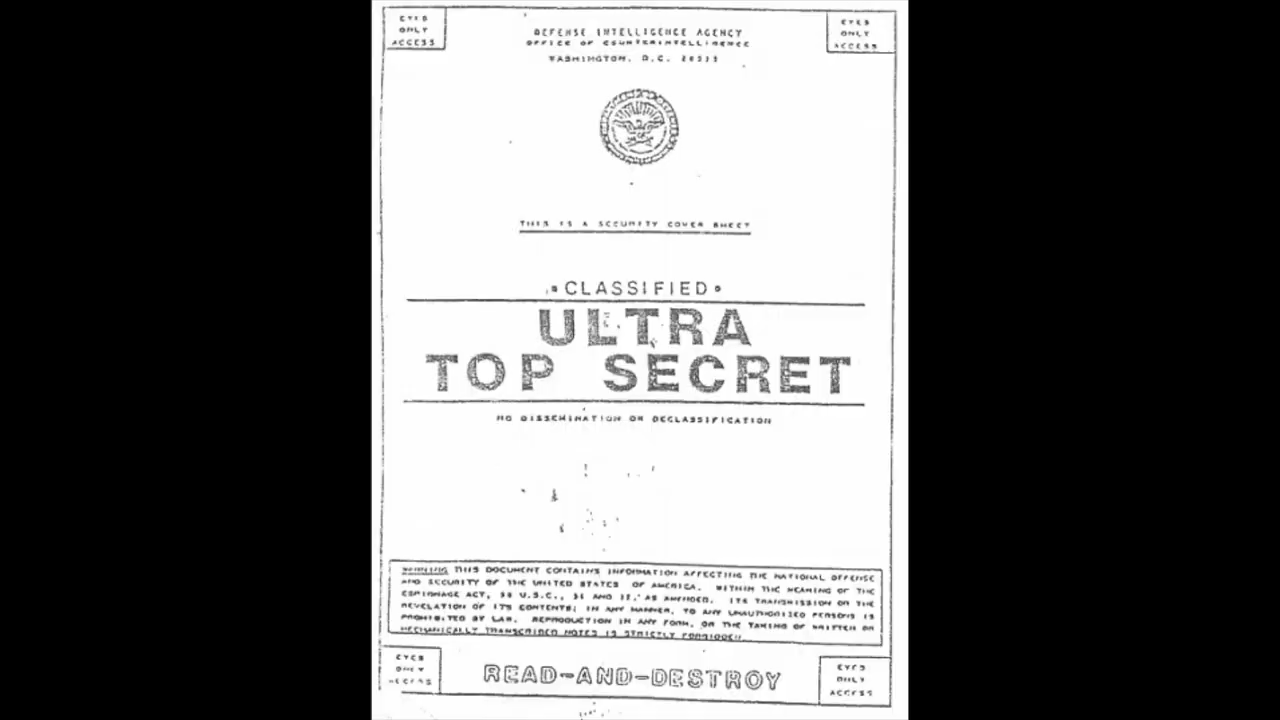 EYES
ONLY
ACCESS
DEFENSE INTELLIGENCE AGENCY
OFFICE OF COUNTERINTELLIGENCE
WASHINGTON, D.C.
EYES
ONLY
ACCESS
THIS IS A SECURITY COVER SHEET
CLASSIFIED
ULTRA
TOP SECRET
NO DISSEMINATION OR DECLASSIFICATION
WARNING THIS DOCUMENT CONTAINS INFORMATION AFFECTING THE NATIONAL DEFENSE
AND SECURITY OF THE UNITED STATES OF AMERICA, WITHIN THE MEANING OF THE
ESPIONAGE ACT, U.S.C., AND AS AMENDED. ITS TRANSMISSION OR THE
REVELATION OF ITS CONTENTS; IN ANY MANNER, TO ANY UNAUTHORIZED PERSONS IS
PROHIBITED BY LAW. REPRODUCTION IN ANY FORM, OR THE TAKING OF WRITTEN OR
MECHANICALLY TRANSCRIBED NOTES IS STRICTLY FORBIDDEN
EYES
ONLY
ACCESS
READ-AND-DESTROY
EYES
ONLY
ACCESS